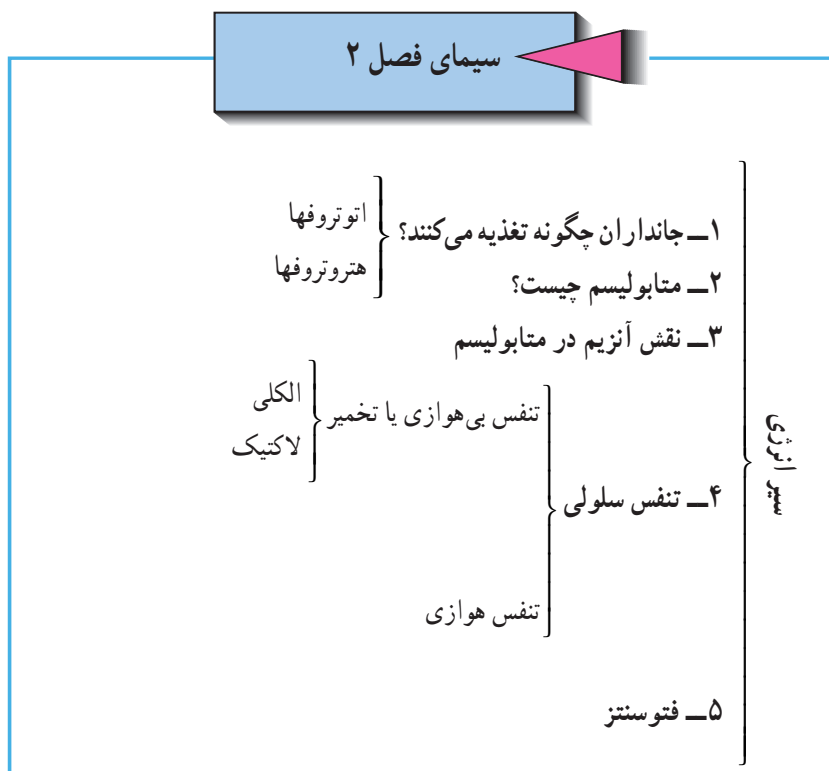 سیمای فصل ۲
سیر انرژی
۱ــ جانداران چگونه تغذیه می‌کنند؟
اتوتروفها
هتروتروفها
۲ــ متابولیسم چیست؟
۳ــ نقش آنزیم در متابولیسم
۴ــ تنفس سلولی
تنفس بی‌هوازی یا تخمیر
الکلی
لاکتیک
تنفس هوازی
۵ــ فتوسنتز